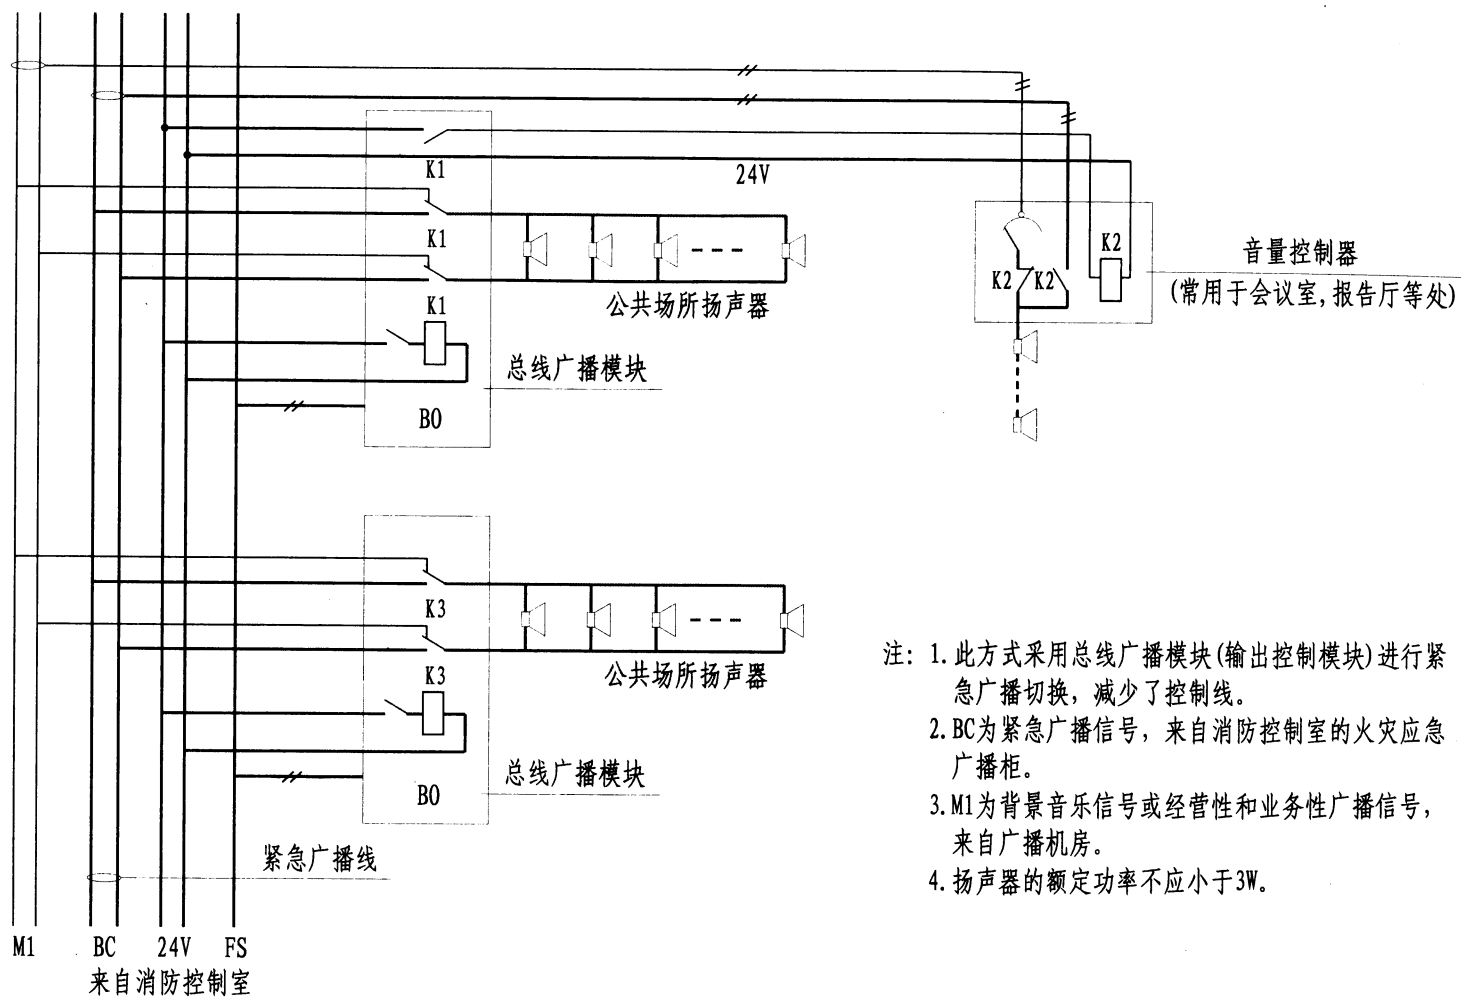 K1
24V
K1
K2
音量控制器
K2
K2
(常用于会议室,报告厅等处)
K1
公共场所扬声器
总线广播模块
BO
K3
K3
公共场所扬声器
总线广播模块
BO
紧急广播线
M1
BC
24V
FS
来自消防控制室
注: 1.此方式采用总线广播模块(输出控制模块)进行紧
急广播切换，减少了控制线。
2.BC为紧急广播信号，来自消防控制室的火灾应急
广播柜。
3.M1为背景音乐信号或经营性和业务性广播信号，
来自广播机房。
4.扬声器的额定功率不应小于3W。